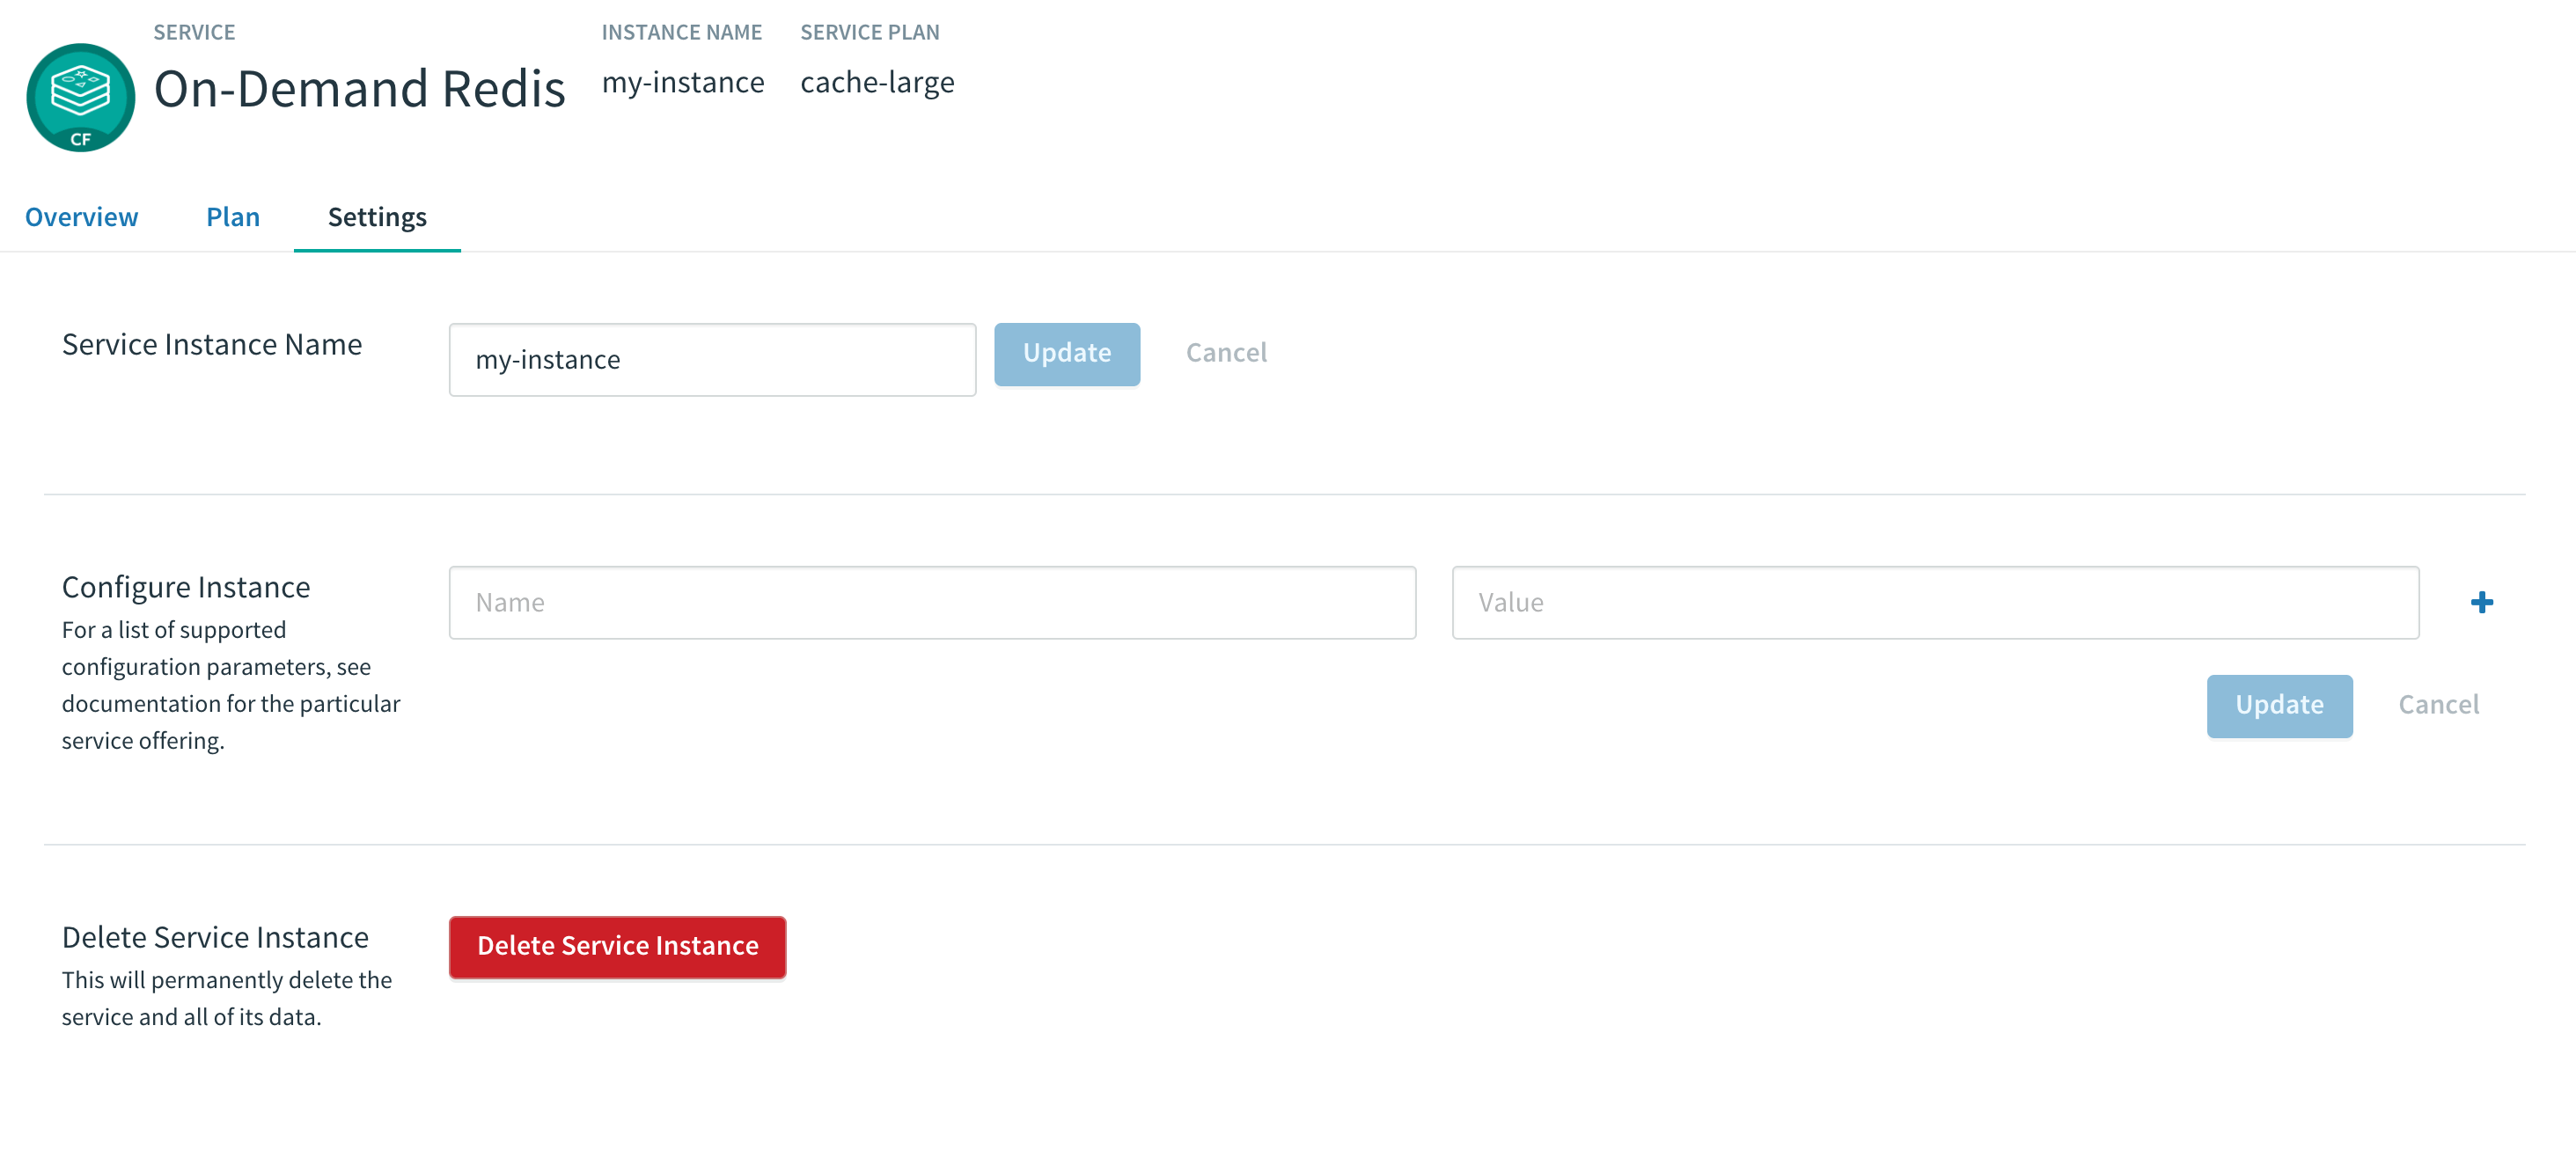 SERVICE
On-Demand Redis
INSTANCE NAME
my-instance
SERVICE PLAN
cache-large
CF
Overview
Plan
Settings
Service Instance Name
my-instance
Update
Cancel
Configure Instance
For a list of supported
configuration parameters, see
documentation for the particular
service offering.
Name
Value
Update
Cancel
Delete Service Instance
This will permanently delete the
service and all of its data.
Delete Service Instance